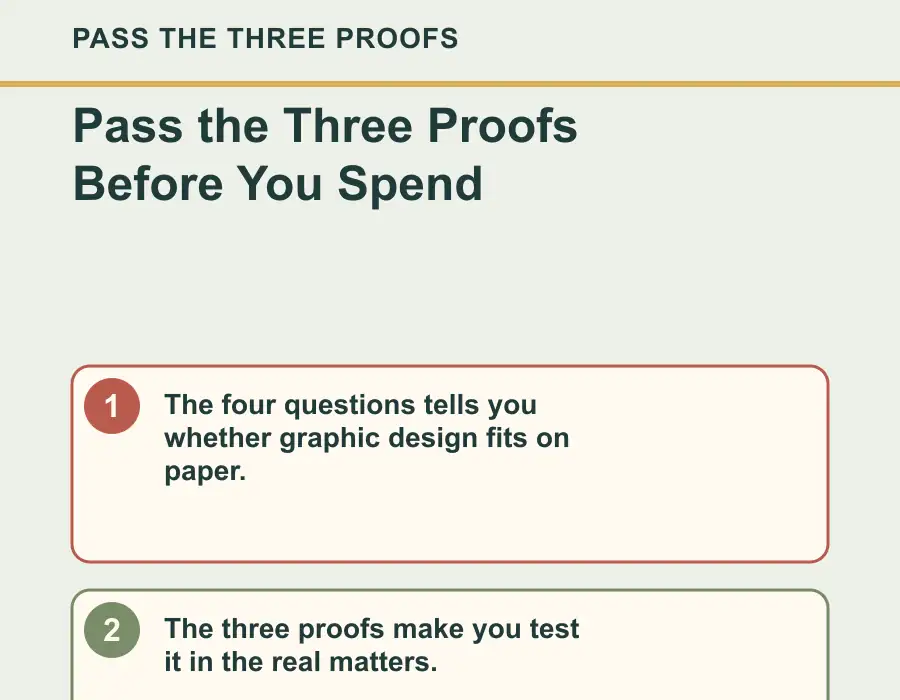 PASS THE THREE PROOFS
Pass the Three Proofs
Before You Spend
1
The four questions tells you
whether graphic design fits on
paper.
2
The three proofs make you test
it in the real matters.